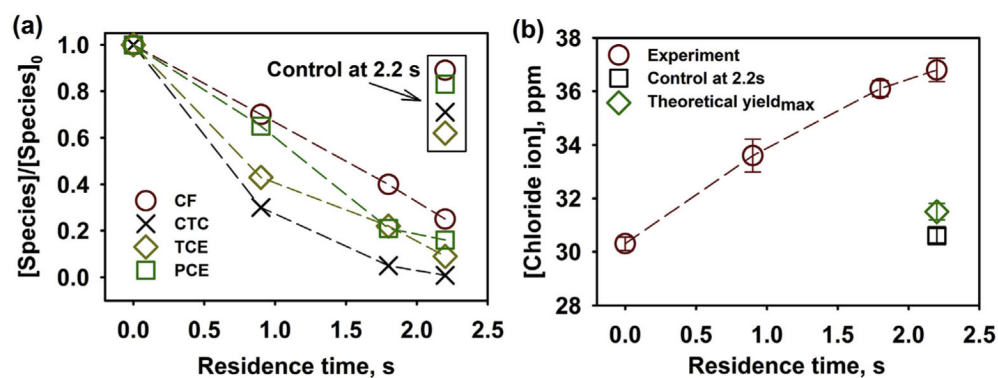 (a)
[Species]/[Species]0
1.0
0.8
0.6
0.4
0.2
0.0
Control at 2.2 s
CF
CTC
TCE
PCE
0.0 0.5 1.0 1.5 2.0 2.5
Residence time, s
(b)
[Chloride ion], ppm
38
36
34
32
30
28
Experiment
Control at 2.2s
Theoretical yieldmax
0.0 0.5 1.0 1.5 2.0 2.5
Residence time, s